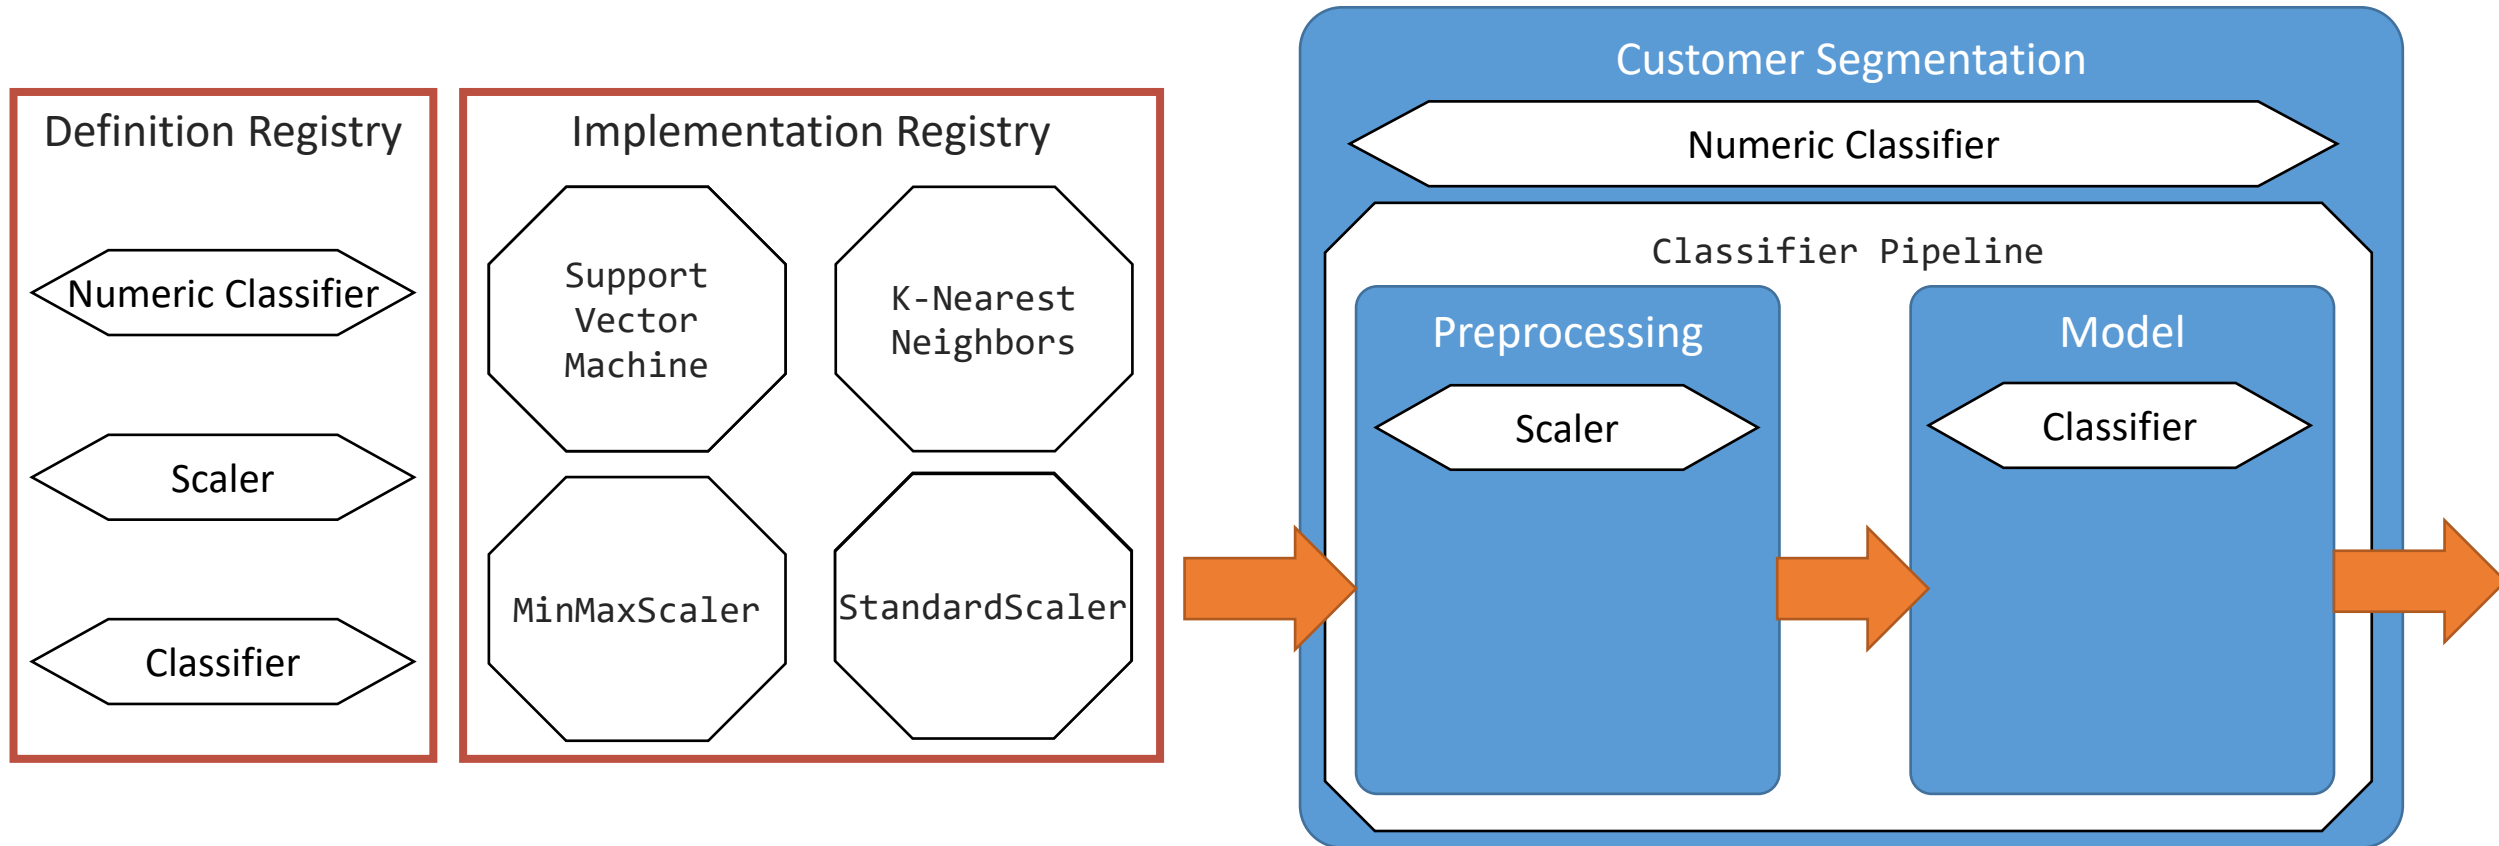 Definition Registry
Numeric Classifier
Scaler
Classifier
Implementation Registry
Support
Vector
Machine
K-Nearest
Neighbors
MinMaxScaler
StandardScaler
Customer Segmentation
Numeric Classifier
Classifier Pipeline
Preprocessing
Scaler
Model
Classifier